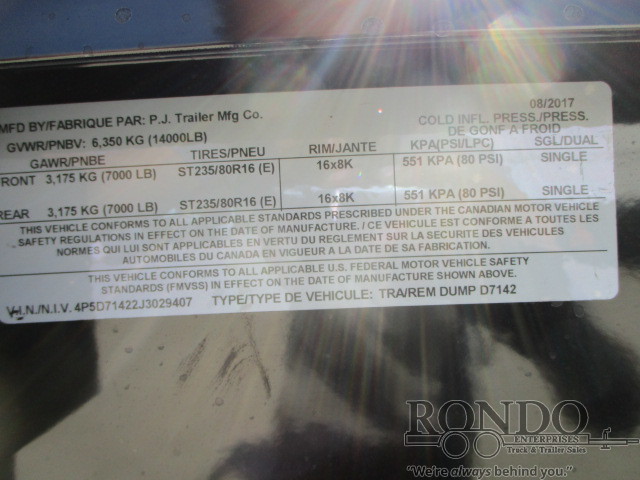 MFD BY/FABRIQUE PAR: P.J. Trailer Mfg Co. 08/2017
GVWR/PNBV: 6,350 KG (14000LB) COLD INFL. PRESS./PRESS.
DE GONF A FROID
GAWR/PNBE TIRES/PNEU RIM/JANTE KPA(PSI/LPC) SGL/DUAL
FRONT 3,175 KG (7000 LB) ST235/80R16 (E) 16x8K 551 KPA (80 PSI) SINGLE
REAR 3,175 KG (7000 LB) ST235/80R16 (E) 16x8K 551 KPA (80 PSI) SINGLE
THIS VEHICLE CONFORMS TO ALL APPLICABLE STANDARDS PRESCRIBED UNDER THE CANADIAN MOTOR VEHICLE
SAFETY REGULATIONS IN EFFECT ON THE DATE OF MANUFACTURE. / CE VEHICULE EST CONFORME A TOUTES LES
NORMES QUI LUI SONT APPLICABLES EN VERTU DU REGLEMENT SUR LA SECURITE DES VEHICULES
AUTOMOBILES DU CANADA EN VIGUEUR A LA DATE DE SA FABRICATION.
THIS VEHICLE CONFORMS TO ALL APPLICABLE U.S. FEDERAL MOTOR VEHICLE SAFETY
STANDARDS (FMVSS) IN EFFECT ON THE DATE OF MANUFACTURE SHOWN ABOVE.
V.I.N./N.I.V. 4P5D71422J3029407 TYPE/TYPE DE VEHICULE: TRA/REM DUMP D7142
RONDO
ENTERPRISES
Truck & Trailer Sales
"We're always behind you."